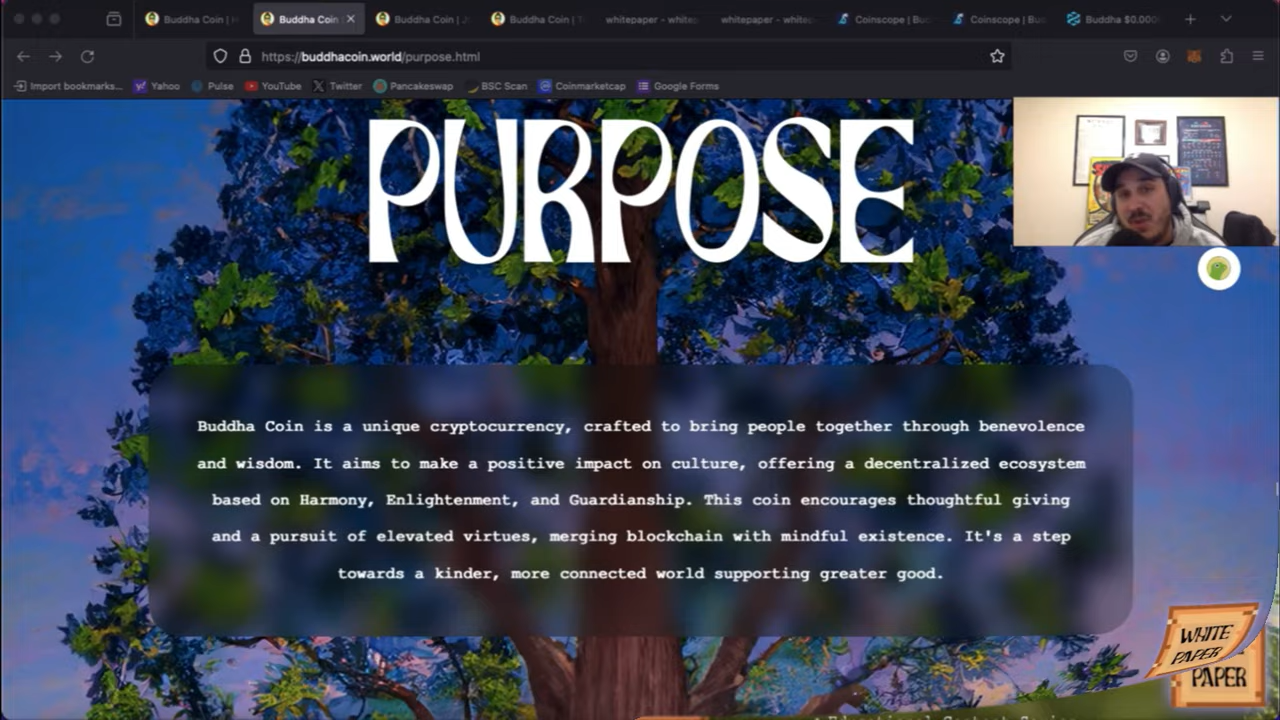 Buddha Coin | H
Buddha Coin
Buddha Coin | J
Buddha Coin | T
whitepaper - white
whitepaper - white
Coinscope | Bud
Coinscope | Bud
Buddha $0.000
https://buddhacoin.world/purpose.html
Import bookmarks...
Yahoo
Pulse
YouTube
Twitter
Pancakeswap
BSC Scan
Coinmarketcap
Google Forms
PURPOSE
Buddha Coin is a unique cryptocurrency, crafted to bring people together through benevolence
and wisdom. It aims to make a positive impact on culture, offering a decentralized ecosystem
based on Harmony, Enlightenment, and Guardianship. This coin encourages thoughtful giving
and a pursuit of elevated virtues, merging blockchain with mindful existence. It's a step
towards a kinder, more connected world supporting greater good.
WHITE
PAPER
PAPER